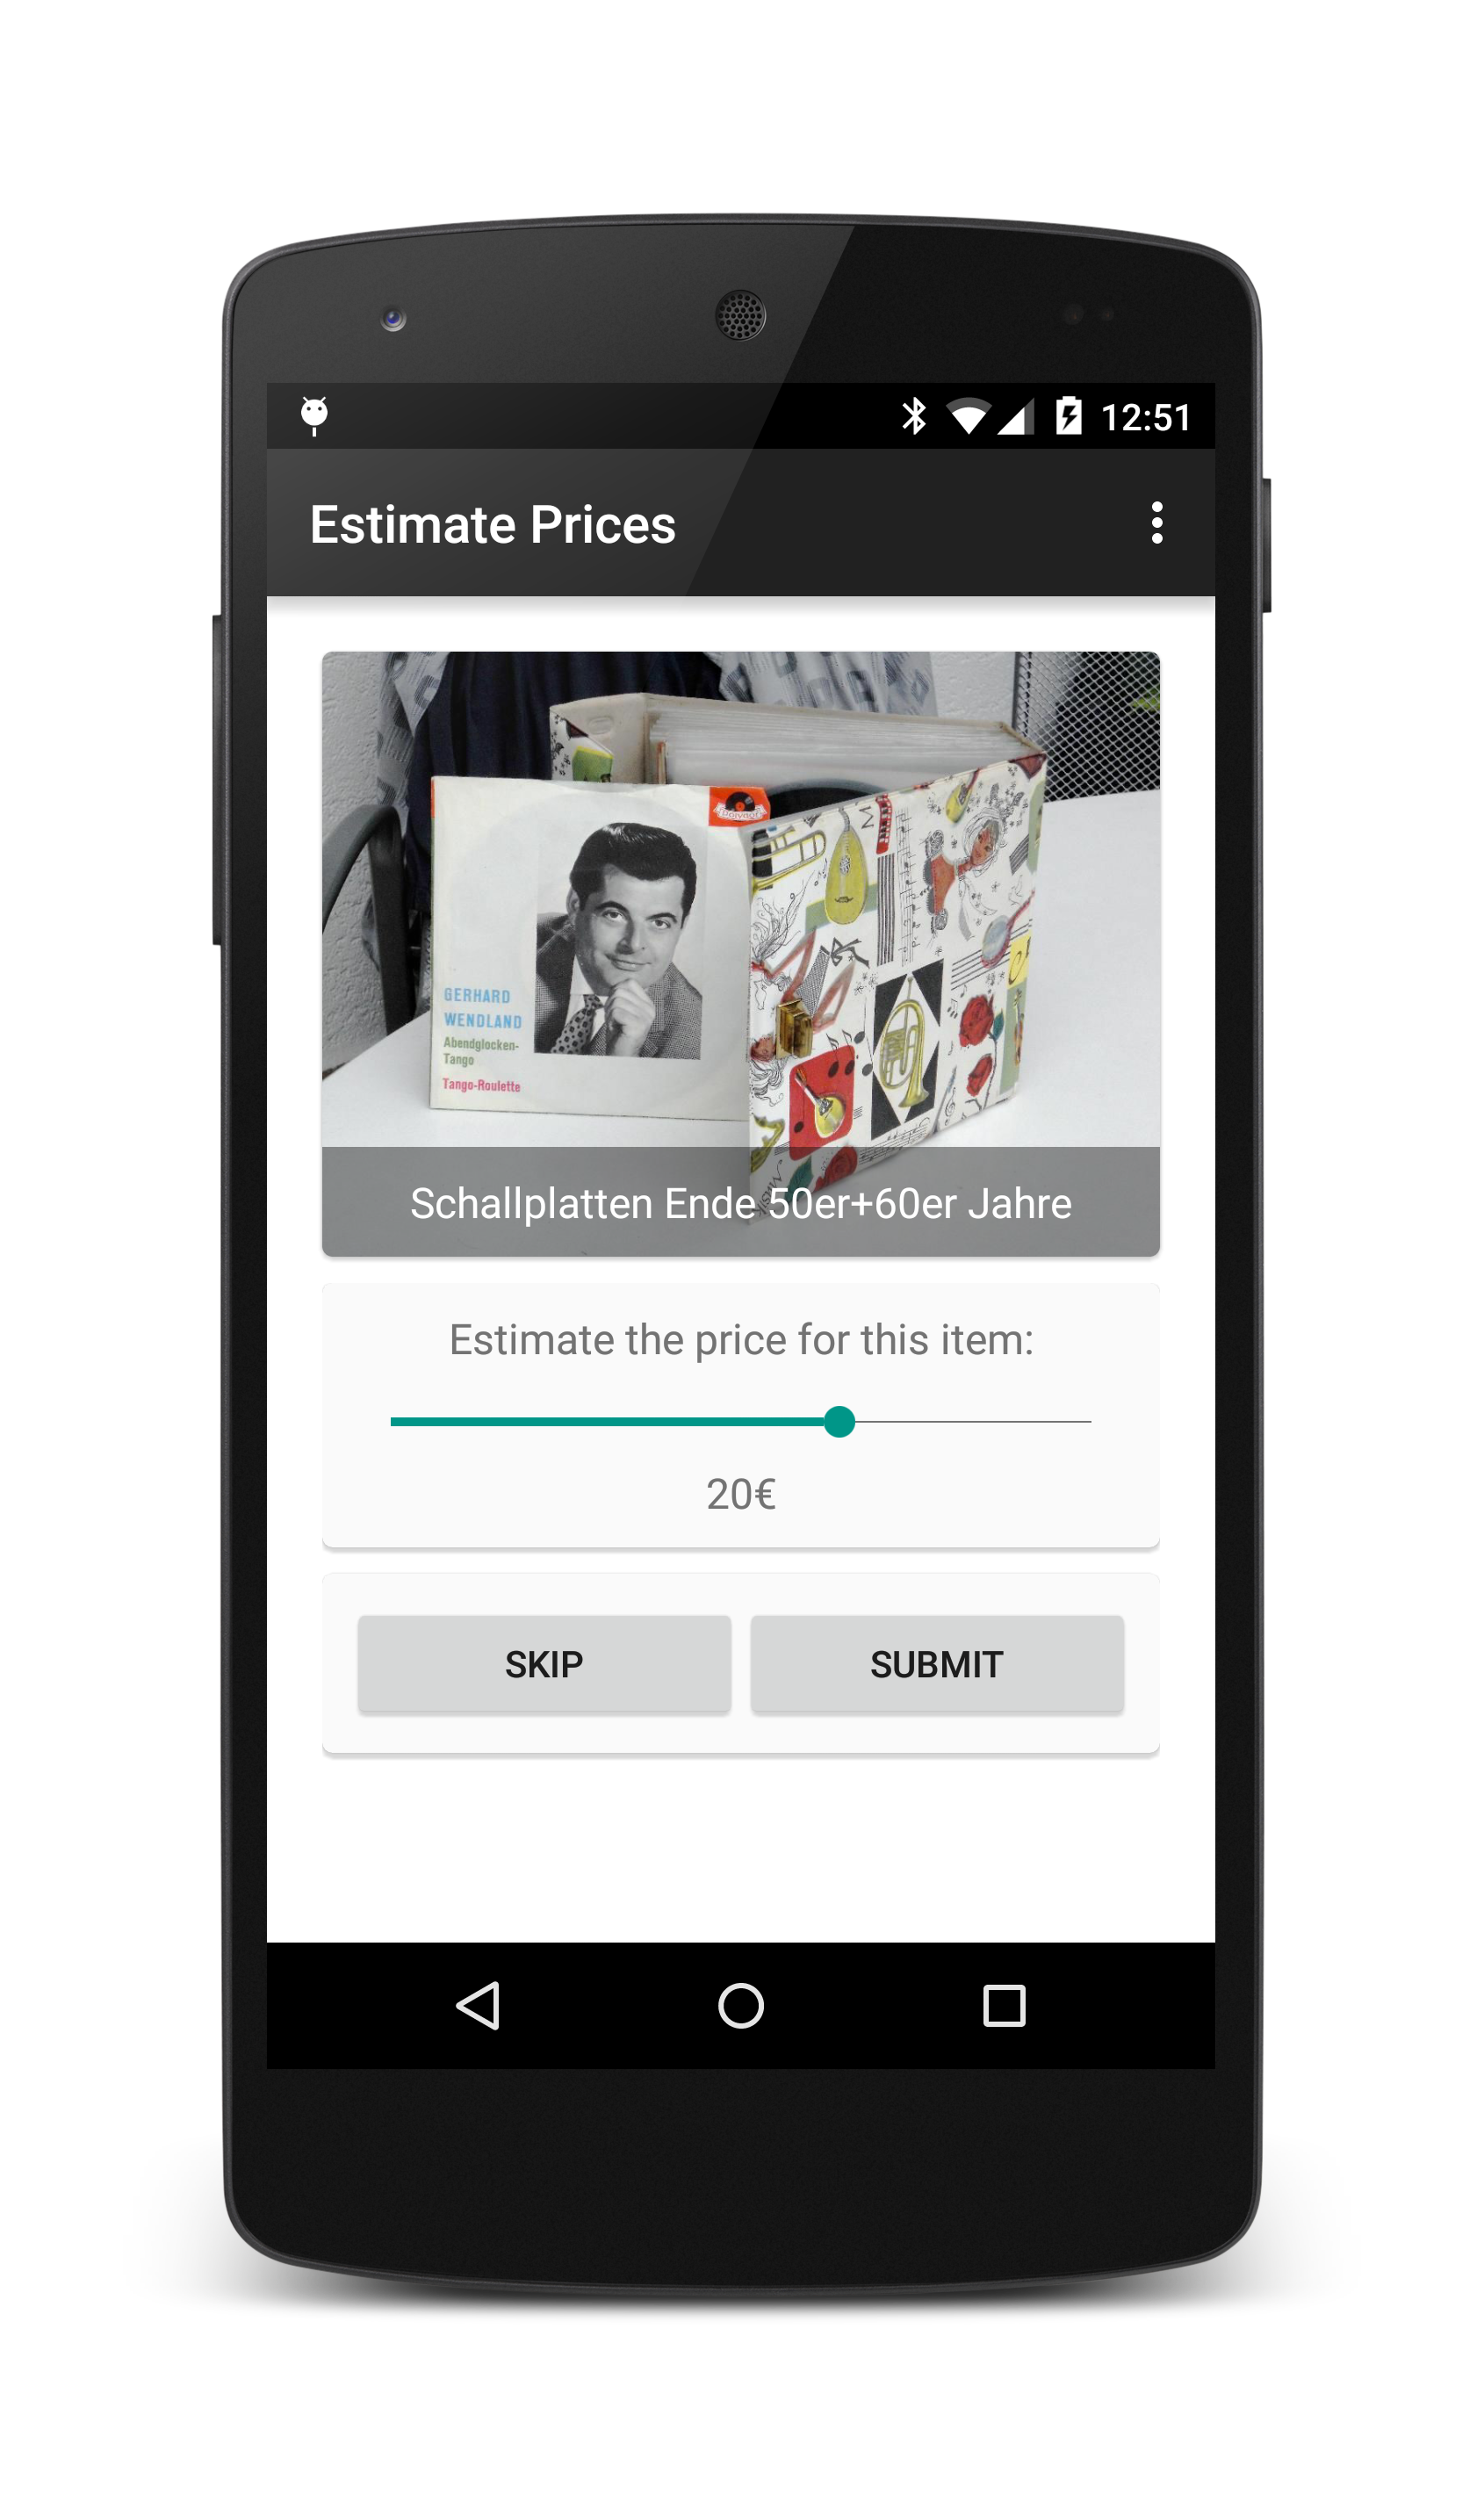 12:51
Estimate Prices
polydor
GERHARD
WENDLAND
Abendglocken-
Tango
Tango-Roulette
Schallplatten Ende 50er+60er Jahre
Estimate the price for this item:
20€
SKIP
SUBMIT